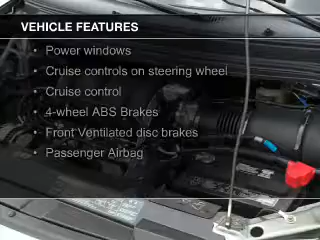 VEHICLE FEATURES
• Power windows
• Cruise controls on steering wheel
• Cruise control
• 4-wheel ABS Brakes
• Front Ventilated disc brakes
• Passenger Airbag